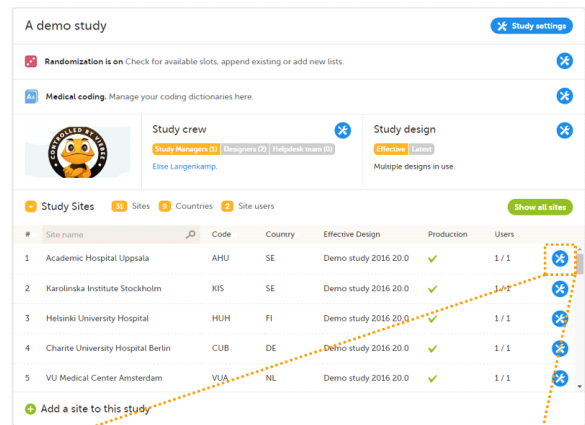 A demo study
Study settings
Randomization is on Check for available slots, append existing or add new lists.
Medical coding. Manage your coding dictionaries here.
CONTROLLED BY VIEDEE
Study crew
Study Managers (1) Designers (2) Helpdesk team (0)
Elise Langenkamp.
Study design
Effective Latest
Multiple designs in use.
Study Sites 31 Sites 9 Countries 2 Site users
Show all sites
# Site name Code Country Effective Design Production Users
1 Academic Hospital Uppsala AHU SE Demo study 2016 20.0 1 / 1
2 Karolinska Institute Stockholm KIS SE Demo study 2016 20.0 1 / 1
3 Helsinki University Hospital HUH FI Demo study 2016 20.0 1 / 1
4 Charite University Hospital Berlin CUB DE Demo study 2016 20.0 1 / 1
5 VU Medical Center Amsterdam VUA NL Demo study 2016 20.0 1 / 1
Add a site to this study